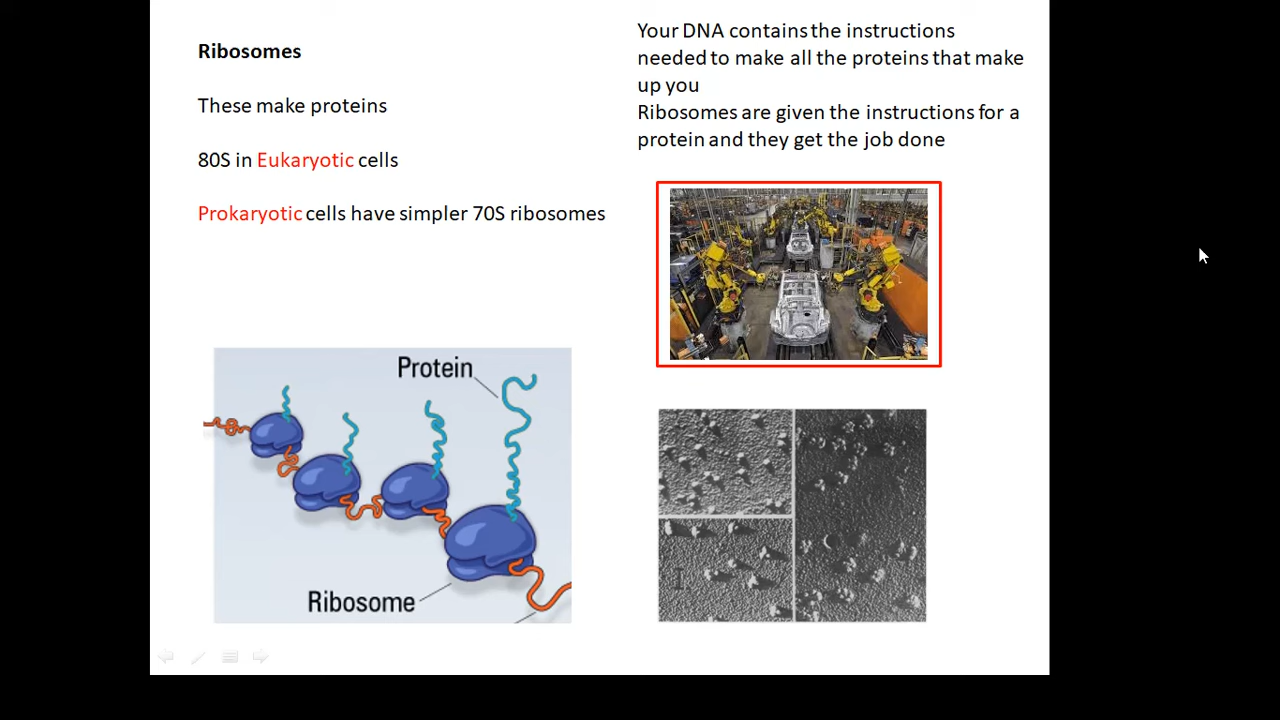 Ribosomes
These make proteins
80S in Eukaryotic cells
Prokaryotic cells have simpler 70S ribosomes
Your DNA contains the instructions
needed to make all the proteins that make
up you
Ribosomes are given the instructions for a
protein and they get the job done
Protein
Ribosome